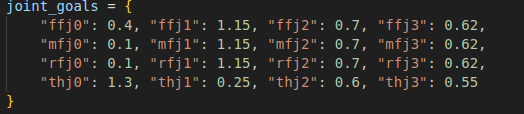 joint_goals = {
    "ffj0": 0.4, "ffj1": 1.15, "ffj2": 0.7, "ffj3": 0.62,
    "mfj0": 0.1, "mfj1": 1.15, "mfj2": 0.7, "mfj3": 0.62,
    "rfj0": 0.1, "rfj1": 1.15, "rfj2": 0.7, "rfj3": 0.62,
    "thj0": 1.3, "thj1": 0.25, "thj2": 0.6, "thj3": 0.55
}